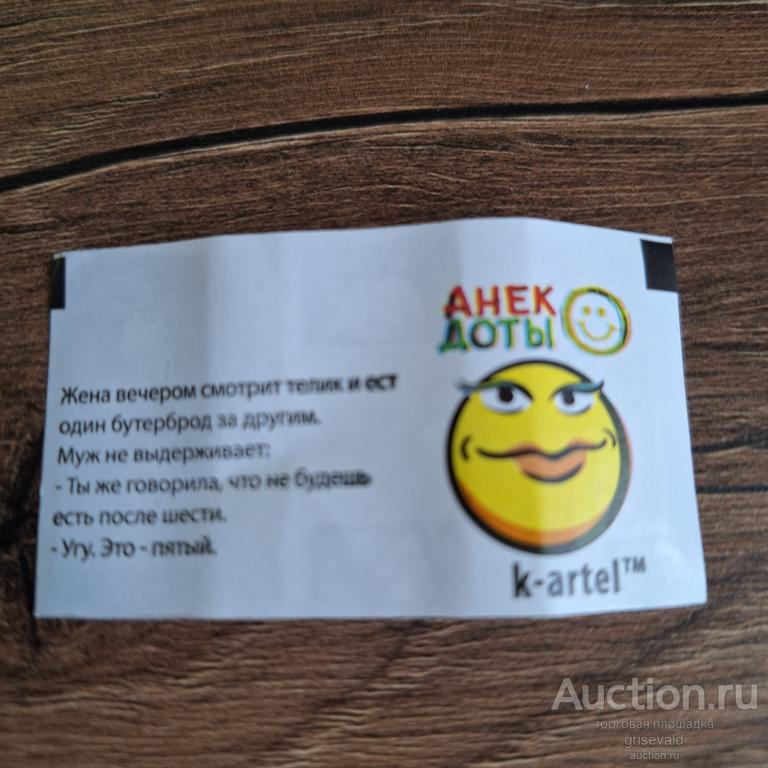 АНЕК
ДОТЫ
Жена вечером смотрит телик и ест
один бутерброд за другим.
Муж не выдерживает:
- Ты же говорила, что не будешь
есть после шести.
- Угу. Это - пятый.
k-artel™
Auction.ru
торговая площадка
grisevald
auction.ru